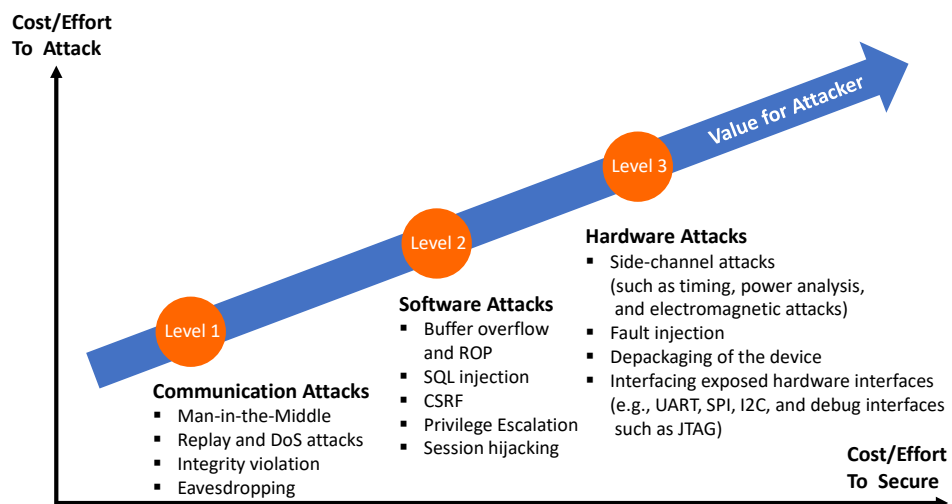 Cost/Effort
To Attack
Value for Attacker
Level 3
Level 2
Level 1
Hardware Attacks
▪ Side-channel attacks
(such as timing, power analysis,
and electromagnetic attacks)
▪ Fault injection
▪ Depackaging of the device
▪ Interfacing exposed hardware interfaces
(e.g., UART, SPI, I2C, and debug interfaces
such as JTAG)
Software Attacks
▪ Buffer overflow
and ROP
▪ SQL injection
▪ CSRF
▪ Privilege Escalation
▪ Session hijacking
Communication Attacks
▪ Man-in-the-Middle
▪ Replay and DoS attacks
▪ Integrity violation
▪ Eavesdropping
Cost/Effort
To Secure